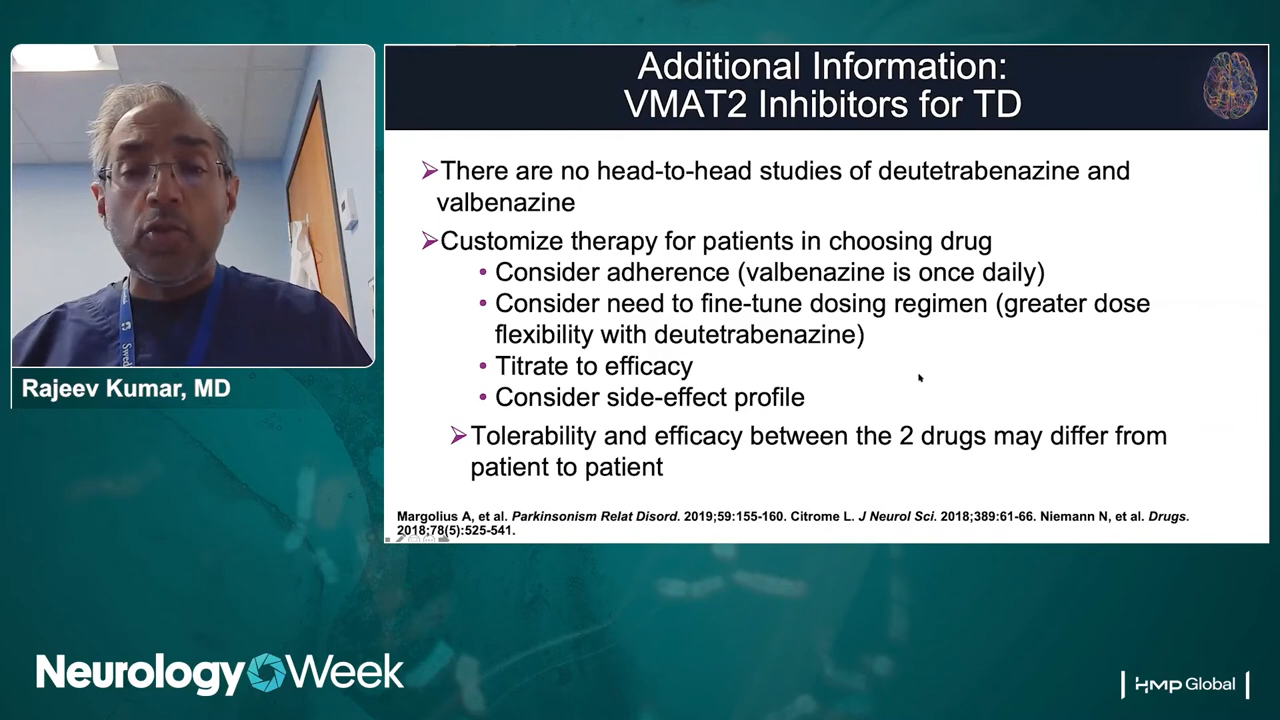 Additional Information:
VMAT2 Inhibitors for TD
➢There are no head-to-head studies of deutetrabenazine and
valbenazine
➢Customize therapy for patients in choosing drug
• Consider adherence (valbenazine is once daily)
• Consider need to fine-tune dosing regimen (greater dose
flexibility with deutetrabenazine)
• Titrate to efficacy
• Consider side-effect profile
➢Tolerability and efficacy between the 2 drugs may differ from
patient to patient
Margolius A, et al. Parkinsonism Relat Disord. 2019;59:155-160. Citrome L. J Neurol Sci. 2018;389:61-66. Niemann N, et al. Drugs.
2018;78(5):525-541.
Swed
Rajeev Kumar, MD
Neurology Week
HMP Global